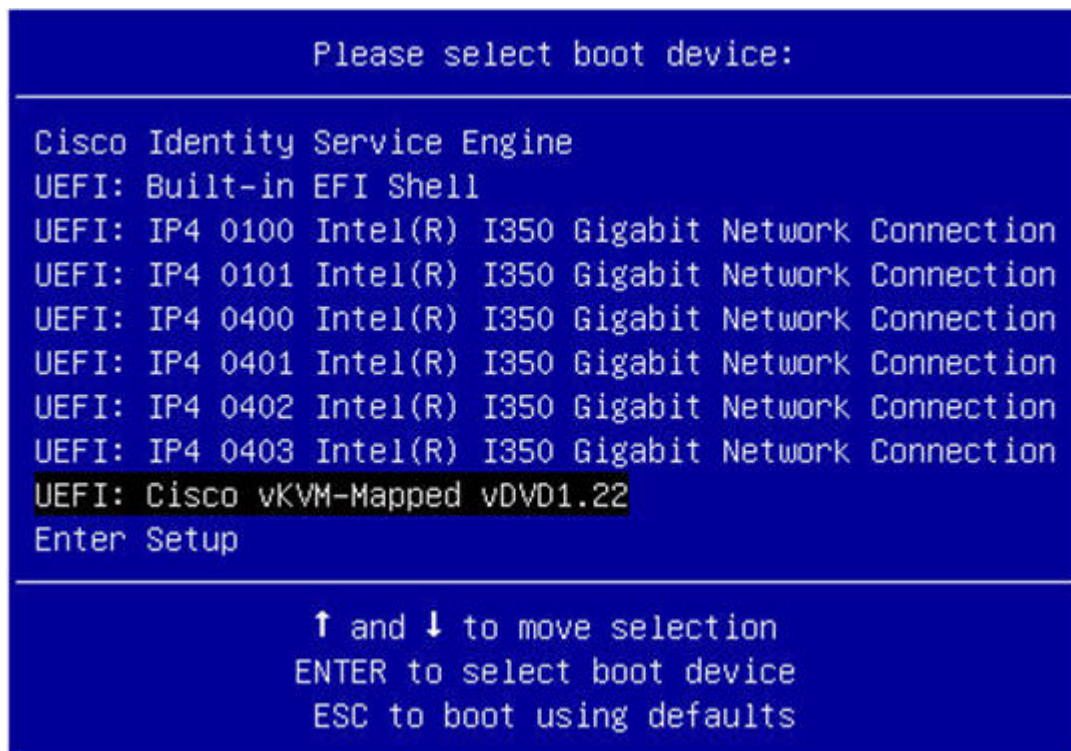 Please select boot device:
Cisco Identity Service Engine
UEFI: Built-in EFI Shell
UEFI: IP4 0100 Intel(R) I350 Gigabit Network Connection
UEFI: IP4 0101 Intel(R) I350 Gigabit Network Connection
UEFI: IP4 0400 Intel(R) I350 Gigabit Network Connection
UEFI: IP4 0401 Intel(R) I350 Gigabit Network Connection
UEFI: IP4 0402 Intel(R) I350 Gigabit Network Connection
UEFI: IP4 0403 Intel(R) I350 Gigabit Network Connection
UEFI: Cisco vKVM-Mapped vDVD1.22
Enter Setup
↑ and ↓ to move selection
ENTER to select boot device
ESC to boot using defaults